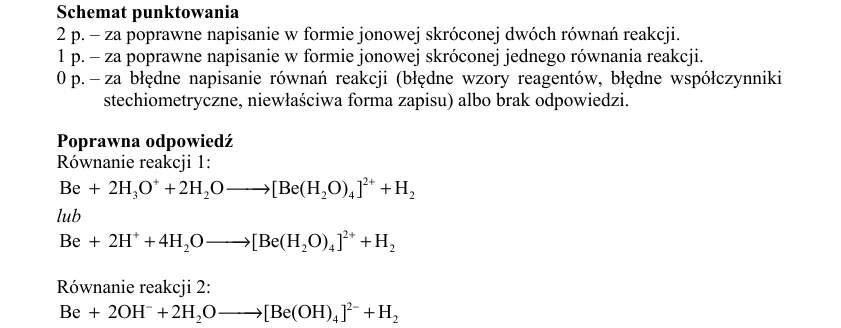 Schemat punktowania
2 p. – za poprawne napisanie w formie jonowej skróconej dwóch równań reakcji.
1 p. – za poprawne napisanie w formie jonowej skróconej jednego równania reakcji.
0 p. – za błędne napisanie równań reakcji (błędne wzory reagentów, błędne współczynniki
stechiometryczne, niewłaściwa forma zapisu) albo brak odpowiedzi.
Poprawna odpowiedź
Równanie reakcji 1:
Be + 2H₃O⁺ + 2H₂O ⟶ [Be(H₂O)₄]²⁺ + H₂
lub
Be + 2H⁺ + 4H₂O ⟶ [Be(H₂O)₄]²⁺ + H₂
Równanie reakcji 2:
Be + 2OH⁻ + 2H₂O ⟶ [Be(OH)₄]²⁻ + H₂